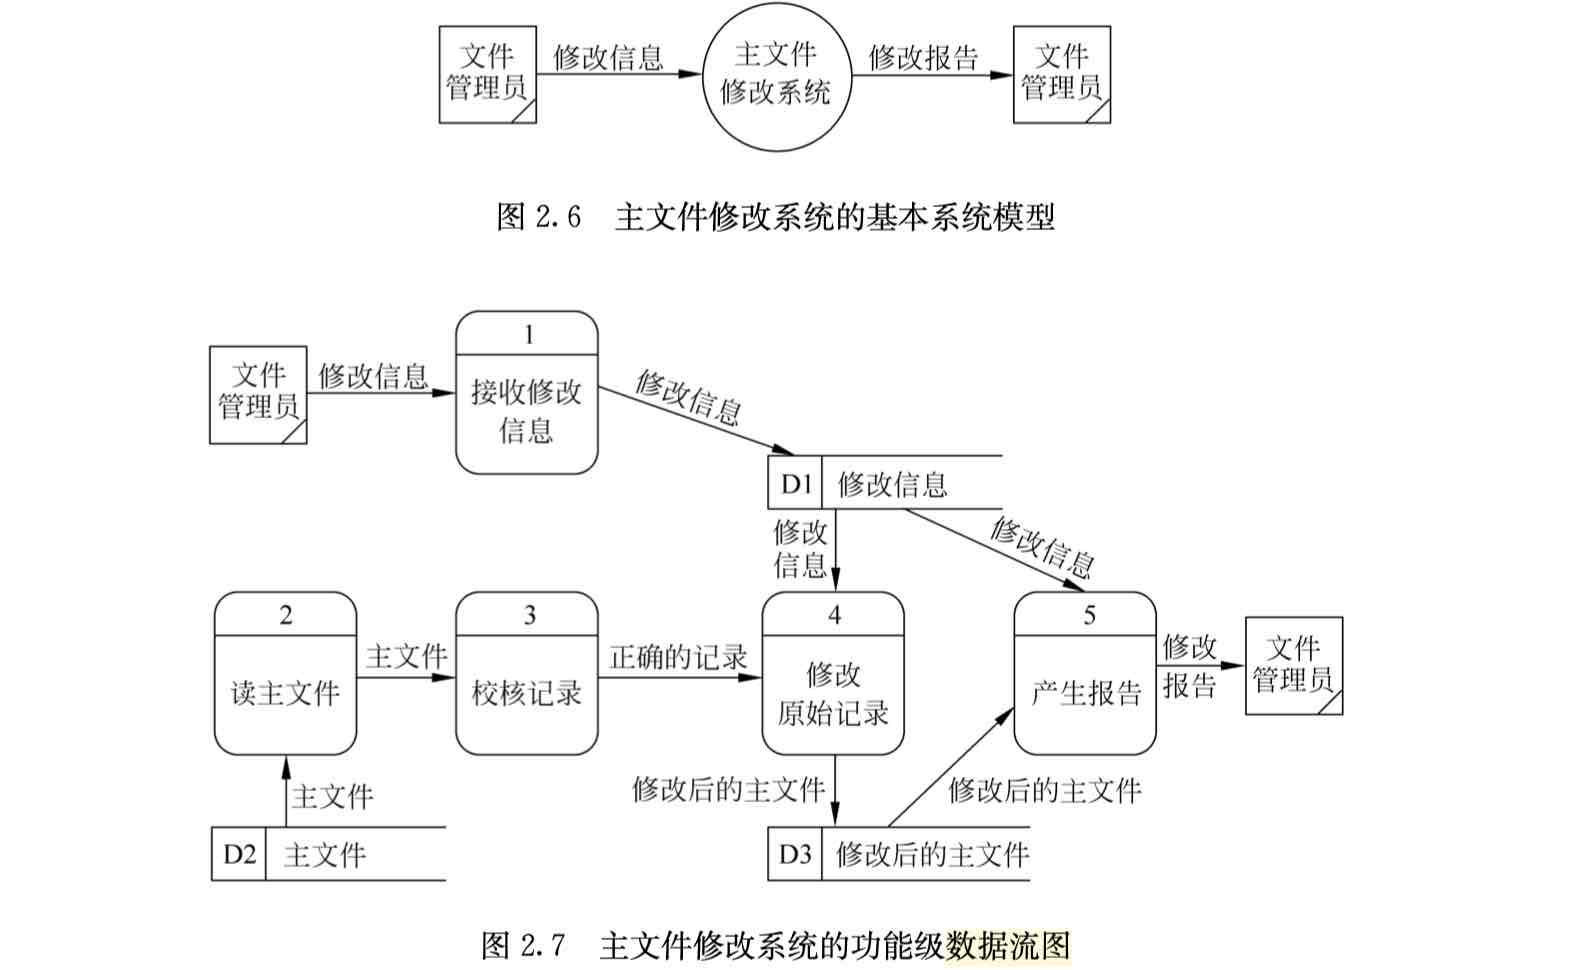 文件
管理员
修改信息
主文件
修改系统
修改报告
文件
管理员
图 2.6 主文件修改系统的基本系统模型
文件
管理员
修改信息
1
接收修改
信息
修改信息
D1 修改信息
修改
信息
修改信息
2
读主文件
主文件
3
校核记录
正确的记录
4
修改
原始记录
5
产生报告
修改
报告
文件
管理员
主文件
修改后的主文件
修改后的主文件
D2 主文件
D3 修改后的主文件
图 2.7 主文件修改系统的功能级数据流图